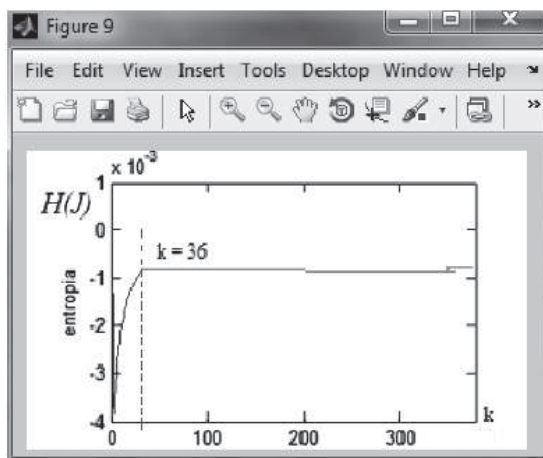 Figure 9
File Edit View Insert Tools Desktop Window Help
»
x 10^-3
H(J)
1
0
-1
-2
-3
-4
entropia
k = 36
0 100 200 300
k